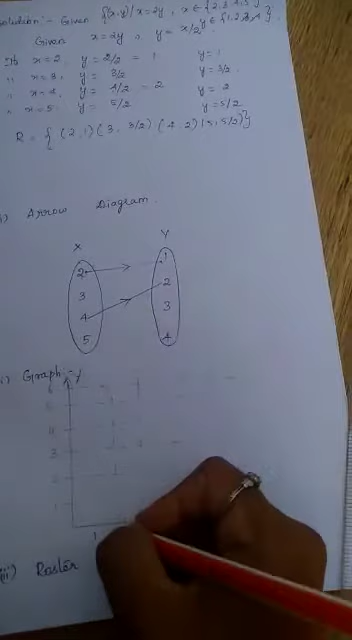 Solution:- Given {(x,y)/x=2y, x∈{2,3,4,5}, y∈{1,2,3,4}}.
Given x=2y, y = x/2
If x=2, y = 2/2 = 1 y = 1
" x=3, y = 3/2 y = 3/2
" x=4, y = 4/2 = 2 y = 2
" x=5, y = 5/2 y = 5/2
R = {(2,1)(3, 3/2)(4 2)(5,5/2)}
i) Arrow Diagram.
X Y
2 1
3 2
4 3
5 4
i) Graph:-
Y
6
5
4
3
2
1
1
iii) Roster